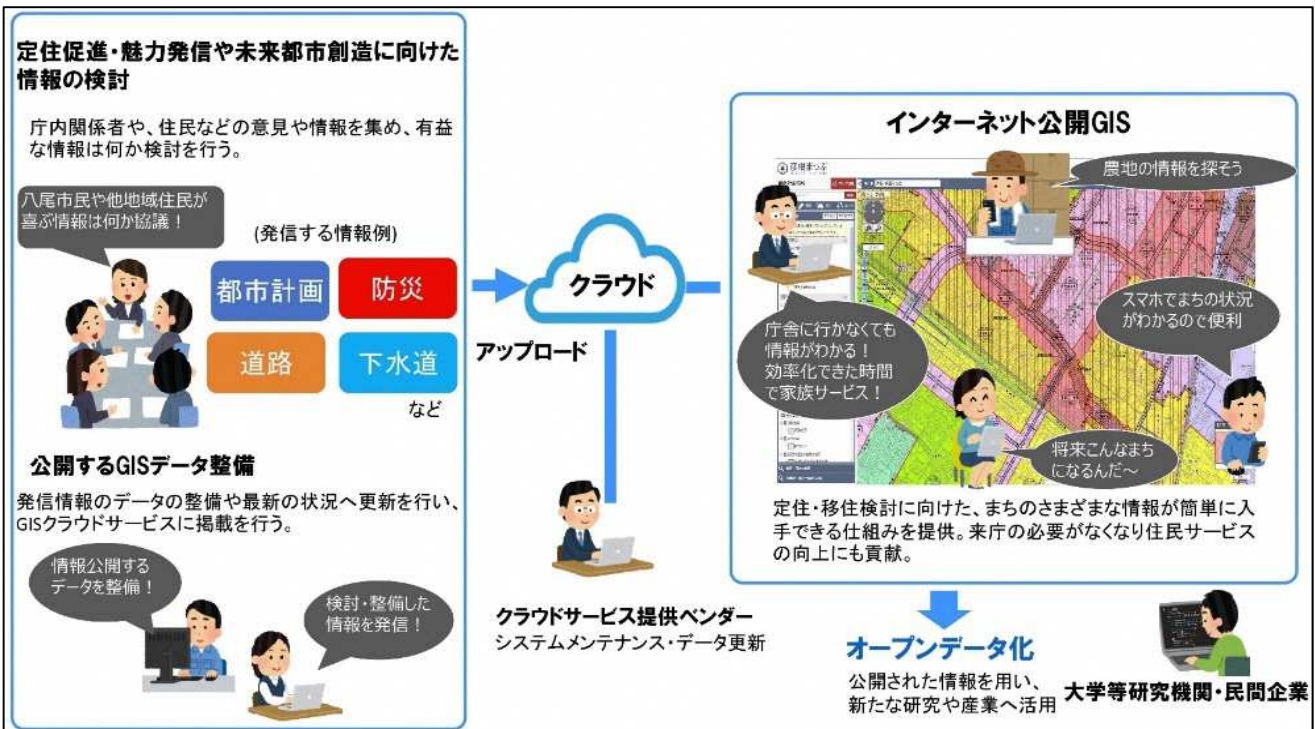 定住促進・魅力発信や未来都市創造に向けた
情報の検討
庁内関係者や、住民などの意見や情報を集め、有益
な情報は何か検討を行う。
八尾市民や他地域住民が
喜ぶ情報は何か協議！
(発信する情報例)
都市計画
防災
道路
下水道
など
公開するGISデータ整備
発信情報のデータの整備や最新の状況へ更新を行い、
GISクラウドサービスに掲載を行う。
情報公開する
データを整備！
検討・整備した
情報を発信！
アップロード
クラウド
クラウドサービス提供ベンダー
システムメンテナンス・データ更新
インターネット公開GIS
農地の情報を探そう
スマホでまちの状況
がわかるので便利
庁舎に行かなくても
情報がわかる！
効率化できた時間
で家族サービス！
将来こんなまち
になるんだ～
定住・移住検討に向けた、まちのさまざまな情報が簡単に入
手できる仕組みを提供。来庁の必要がなくなり住民サービス
の向上にも貢献。
オープンデータ化
公開された情報を用い、
新たな研究や産業へ活用
大学等研究機関・民間企業